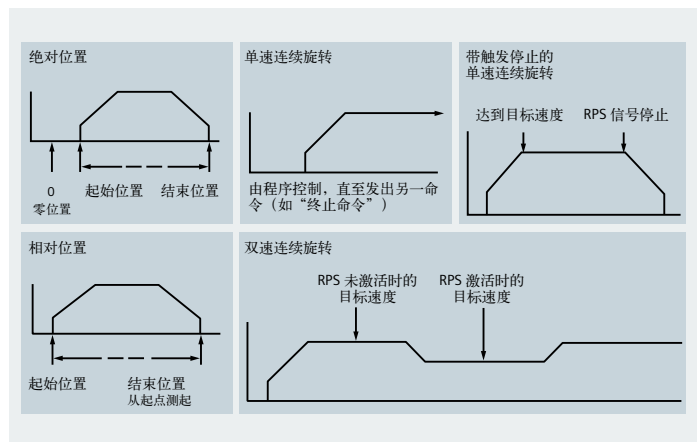 绝对位置
0
零位置
起始位置
结束位置
单速连续旋转
由程序控制，直至发出另一命
令（如“终止命令”）
带触发停止的
单速连续旋转
达到目标速度
RPS 信号停止
相对位置
起始位置
结束位置
从起点测起
双速连续旋转
RPS 未激活时的
目标速度
RPS 激活时的
目标速度